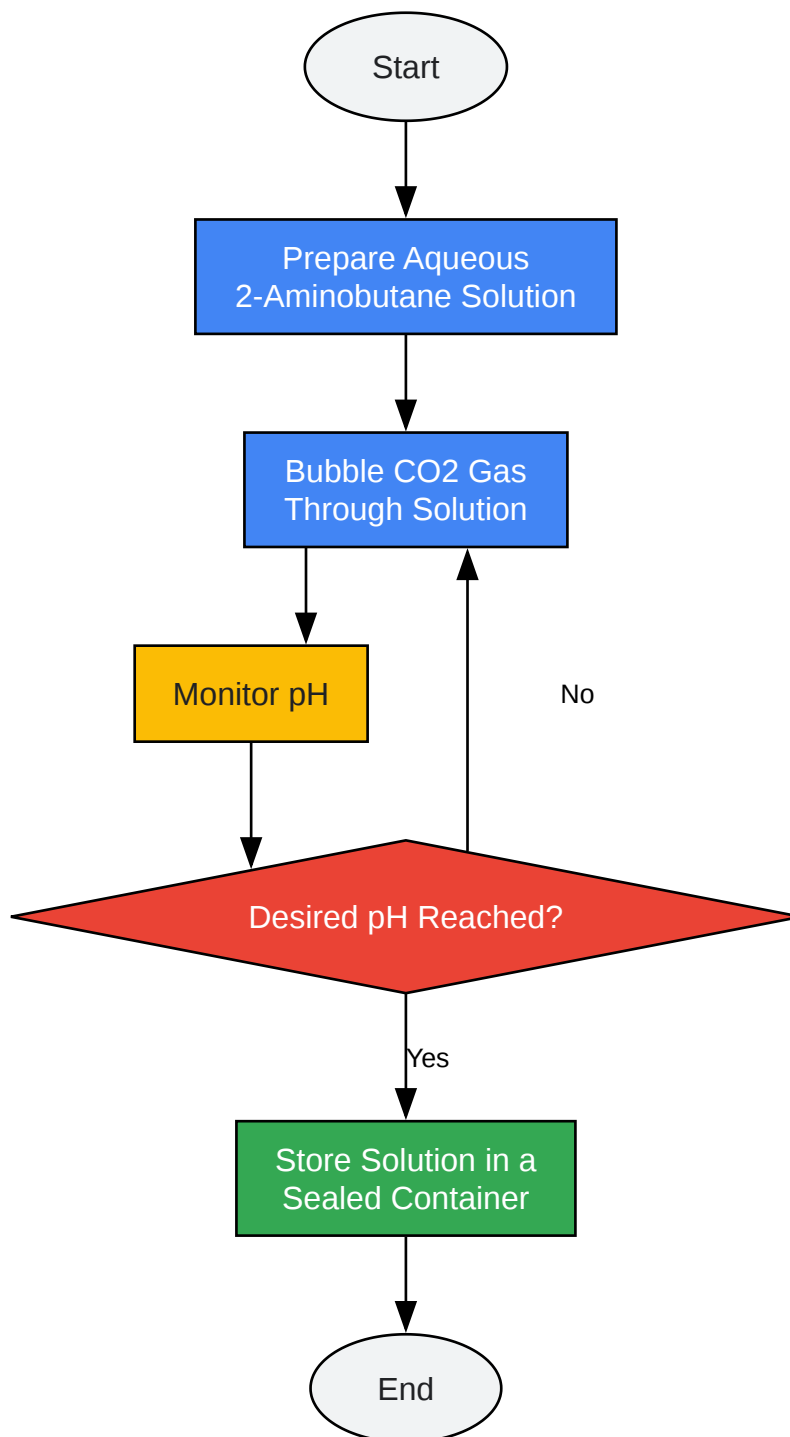 Start
Prepare Aqueous
2-Aminobutane Solution
Bubble CO2 Gas
Through Solution
Monitor pH
No
Desired pH Reached?
Yes
Store Solution in a
Sealed Container
End